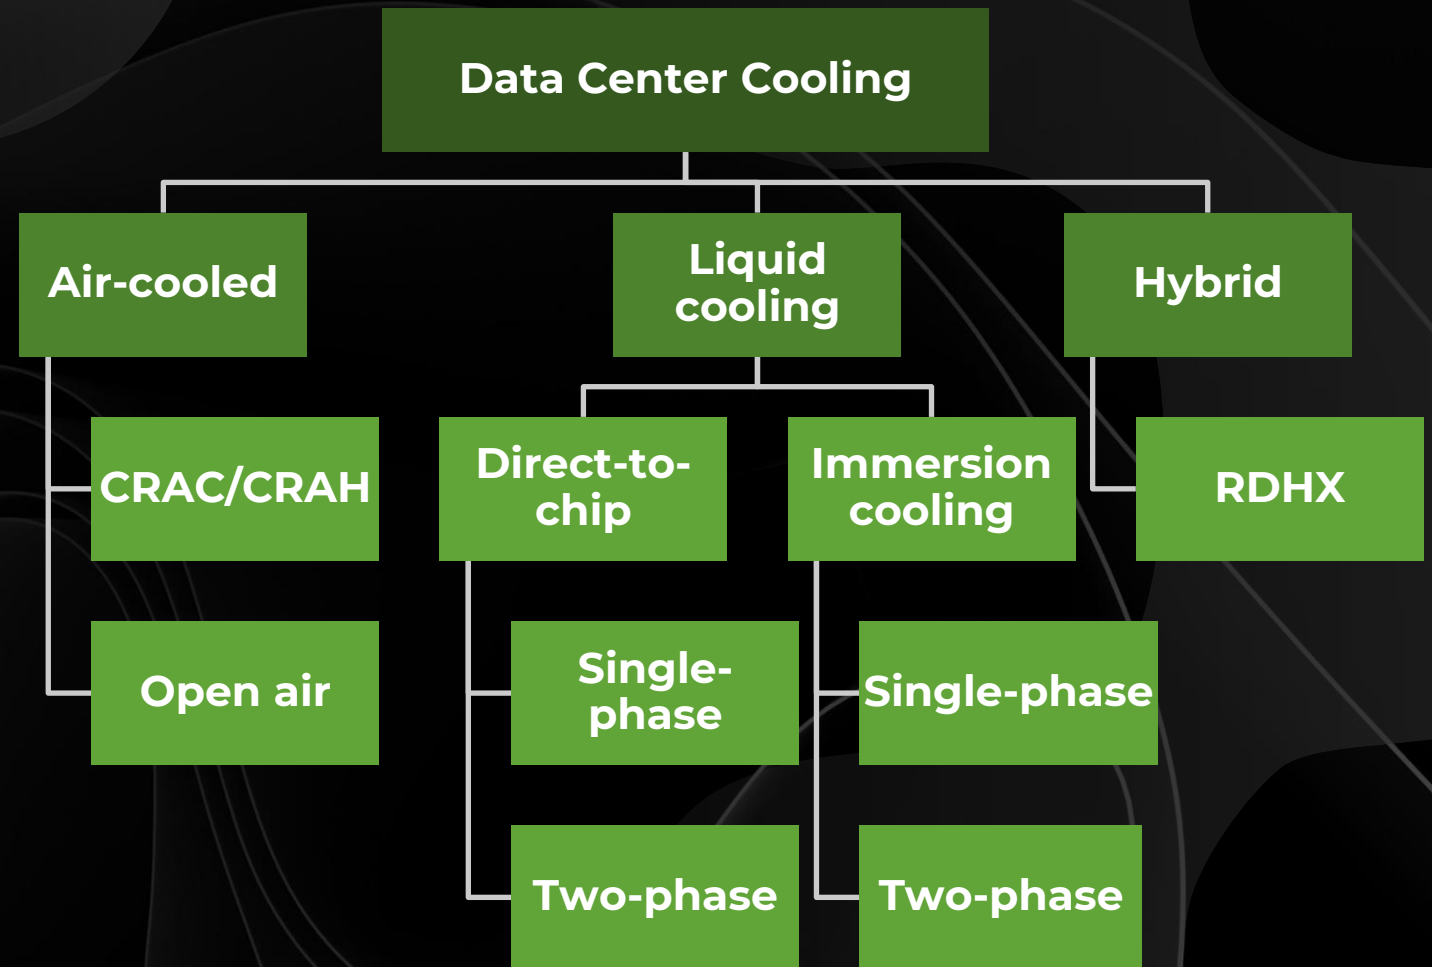 Data Center Cooling
Air-cooled
Liquid
cooling
Hybrid
CRAC/CRAH
Direct-to-
chip
Immersion
cooling
RDHX
Open air
Single-
phase
Single-phase
Two-phase
Two-phase